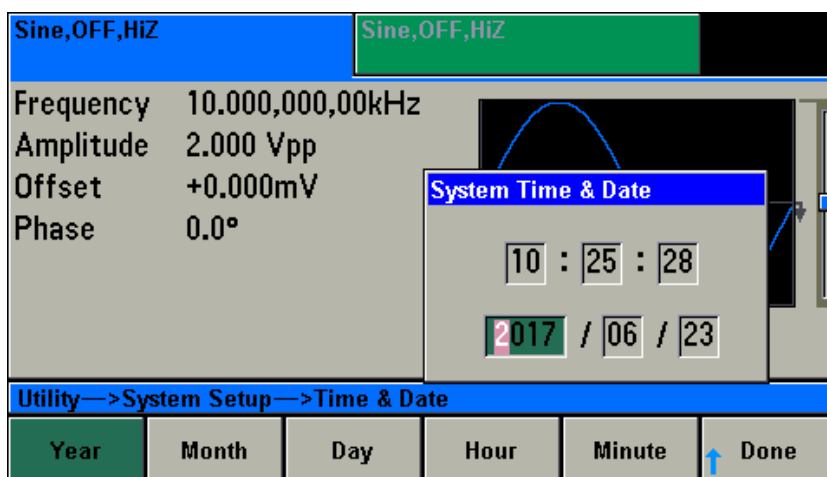 Sine,OFF,HiZ
Sine,OFF,HiZ
Frequency 10.000,000,00kHz
Amplitude 2.000 Vpp
Offset +0.000mV
Phase 0.0°
System Time & Date
10 : 25 : 28
2017 / 06 / 23
Utility—>System Setup—>Time & Date
Year Month Day Hour Minute Done